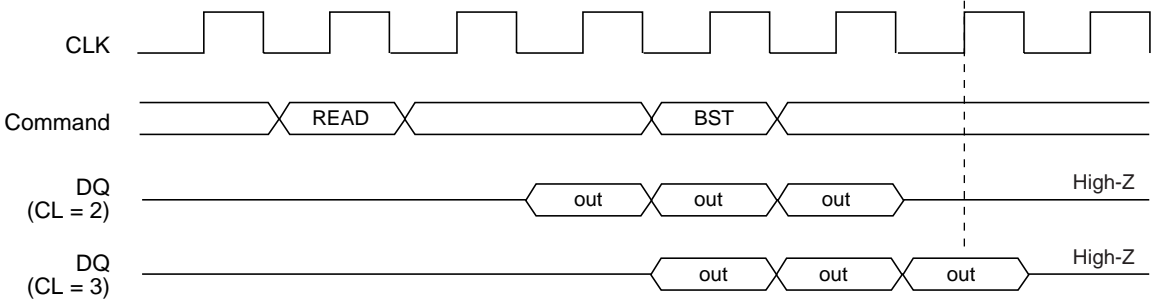 CLK
Command READ BST
DQ
(CL = 2)
out out out High-Z
DQ
(CL = 3)
out out out High-Z